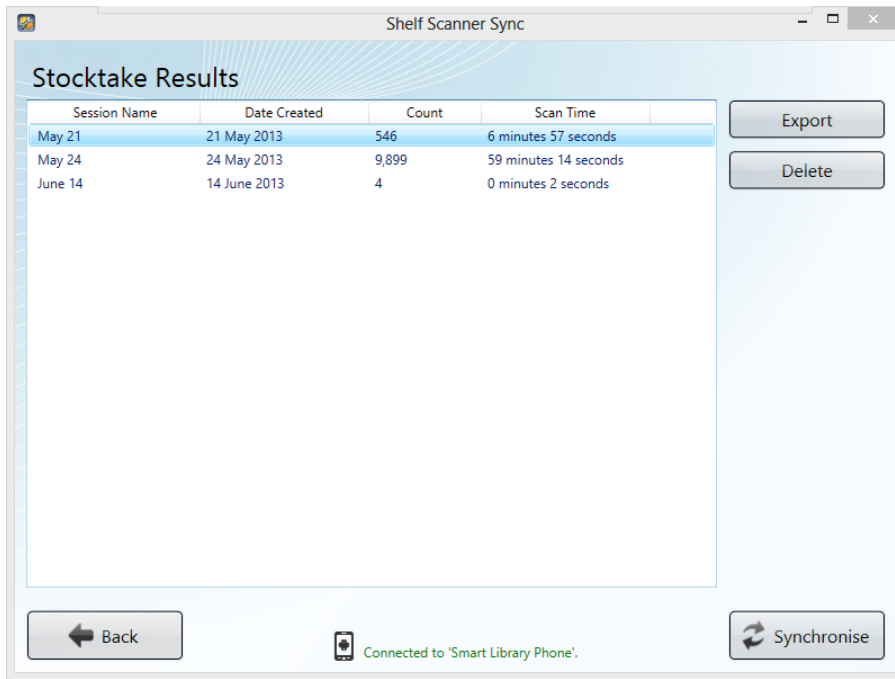 Shelf Scanner Sync
Stocktake Results
Session Name Date Created Count Scan Time
May 21 21 May 2013 546 6 minutes 57 seconds
May 24 24 May 2013 9,899 59 minutes 14 seconds
June 14 14 June 2013 4 0 minutes 2 seconds
Export
Delete
Back
Connected to 'Smart Library Phone'.
Synchronise